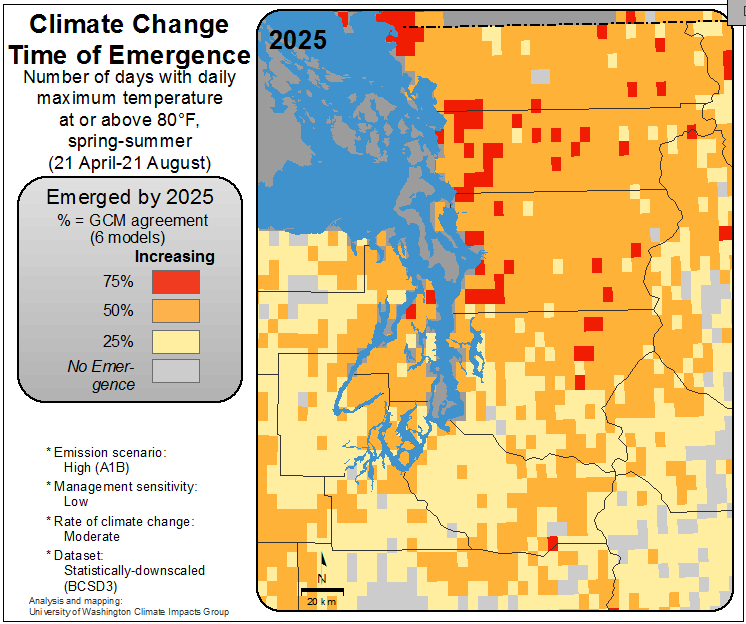 Climate Change
Time of Emergence
Number of days with daily
maximum temperature
at or above 80°F,
spring-summer
(21 April-21 August)
Emerged by 2025
% = GCM agreement
(6 models)
Increasing
75%
50%
25%
No Emer-
gence
* Emission scenario:
High (A1B)
* Management sensitivity:
Low
* Rate of climate change:
Moderate
* Dataset:
Statistically-downscaled
(BCSD3)
Analysis and mapping:
University of Washington Climate Impacts Group
2025
N
20 km